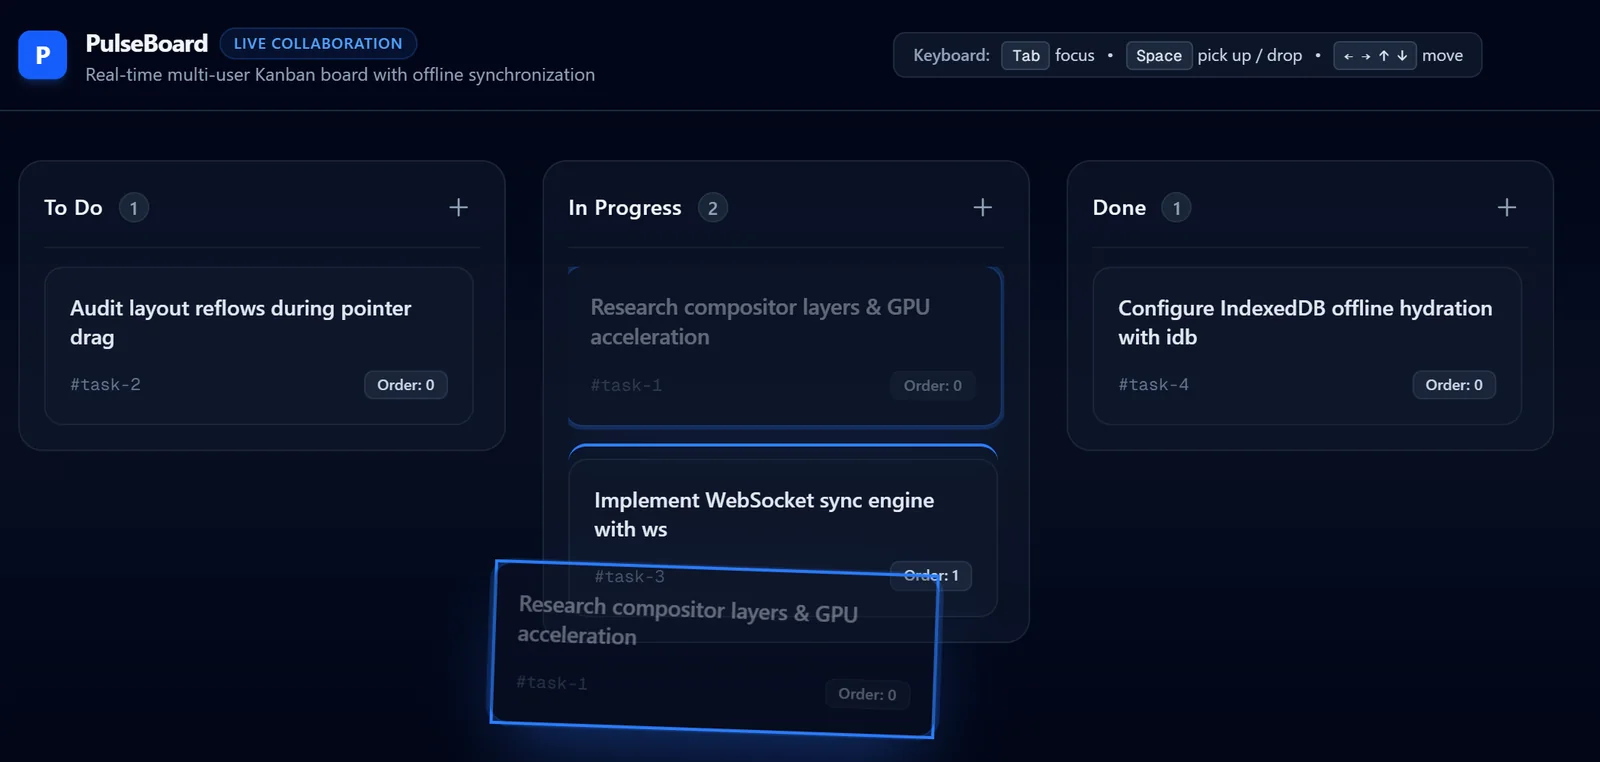 P
PulseBoard LIVE COLLABORATION
Real-time multi-user Kanban board with offline synchronization
Keyboard: Tab focus • Space pick up / drop • ← → ↑ ↓ move
To Do 1 +
Audit layout reflows during pointer
drag
#task-2 Order: 0
In Progress 2 +
Research compositor layers & GPU
acceleration
#task-1 Order: 0
Implement WebSocket sync engine
with ws
#task-3 Order: 1
Research compositor layers & GPU
acceleration
#task-1 Order: 0
Done 1 +
Configure IndexedDB offline hydration
with idb
#task-4 Order: 0